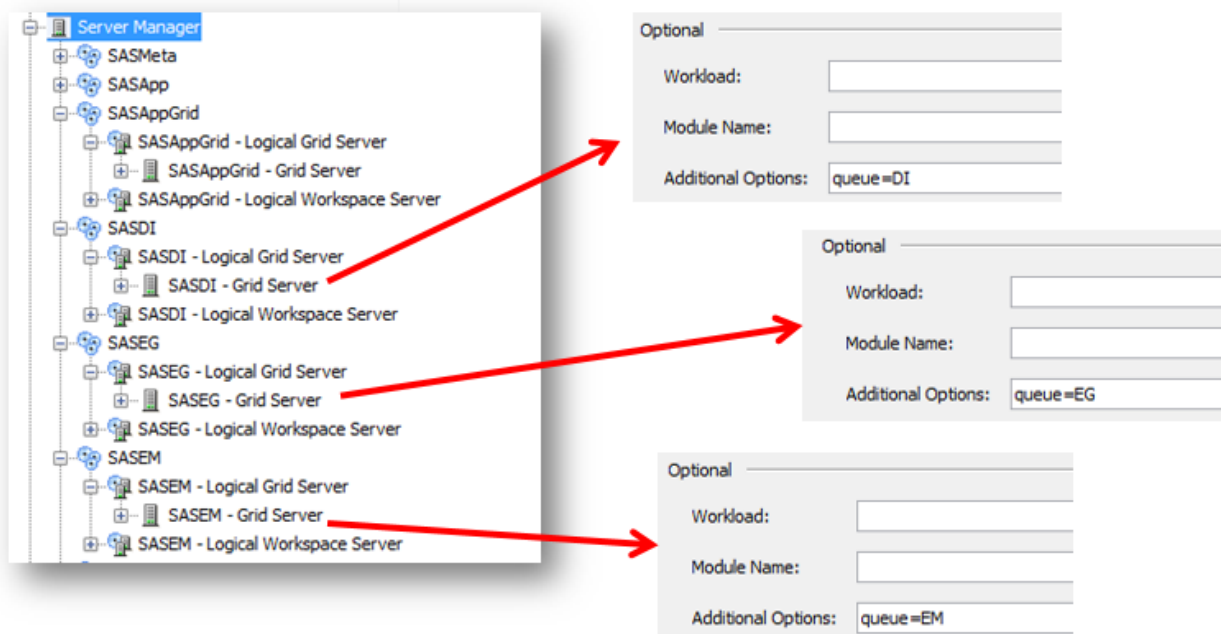 Server Manager
SASMeta
SASApp
SASAppGrid
SASAppGrid - Logical Grid Server
SASAppGrid - Grid Server
SASAppGrid - Logical Workspace Server
SASDI
SASDI - Logical Grid Server
SASDI - Grid Server
SASDI - Logical Workspace Server
SASEG
SASEG - Logical Grid Server
SASEG - Grid Server
SASEG - Logical Workspace Server
SASEM
SASEM - Logical Grid Server
SASEM - Grid Server
SASEM - Logical Workspace Server
Optional
Workload:
Module Name:
Additional Options: queue=DI
Optional
Workload:
Module Name:
Additional Options: queue=EG
Optional
Workload:
Module Name:
Additional Options: queue=EM